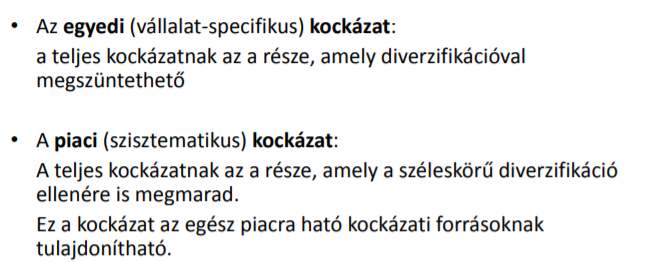 • Az egyedi (vállalat-specifikus) kockázat:
a teljes kockázatnak az a része, amely diverzifikációval
megszüntethető
• A piaci (szisztematikus) kockázat:
A teljes kockázatnak az a része, amely a széleskörű diverzifikáció
ellenére is megmarad.
Ez a kockázat az egész piacra ható kockázati forrásoknak
tulajdonítható.